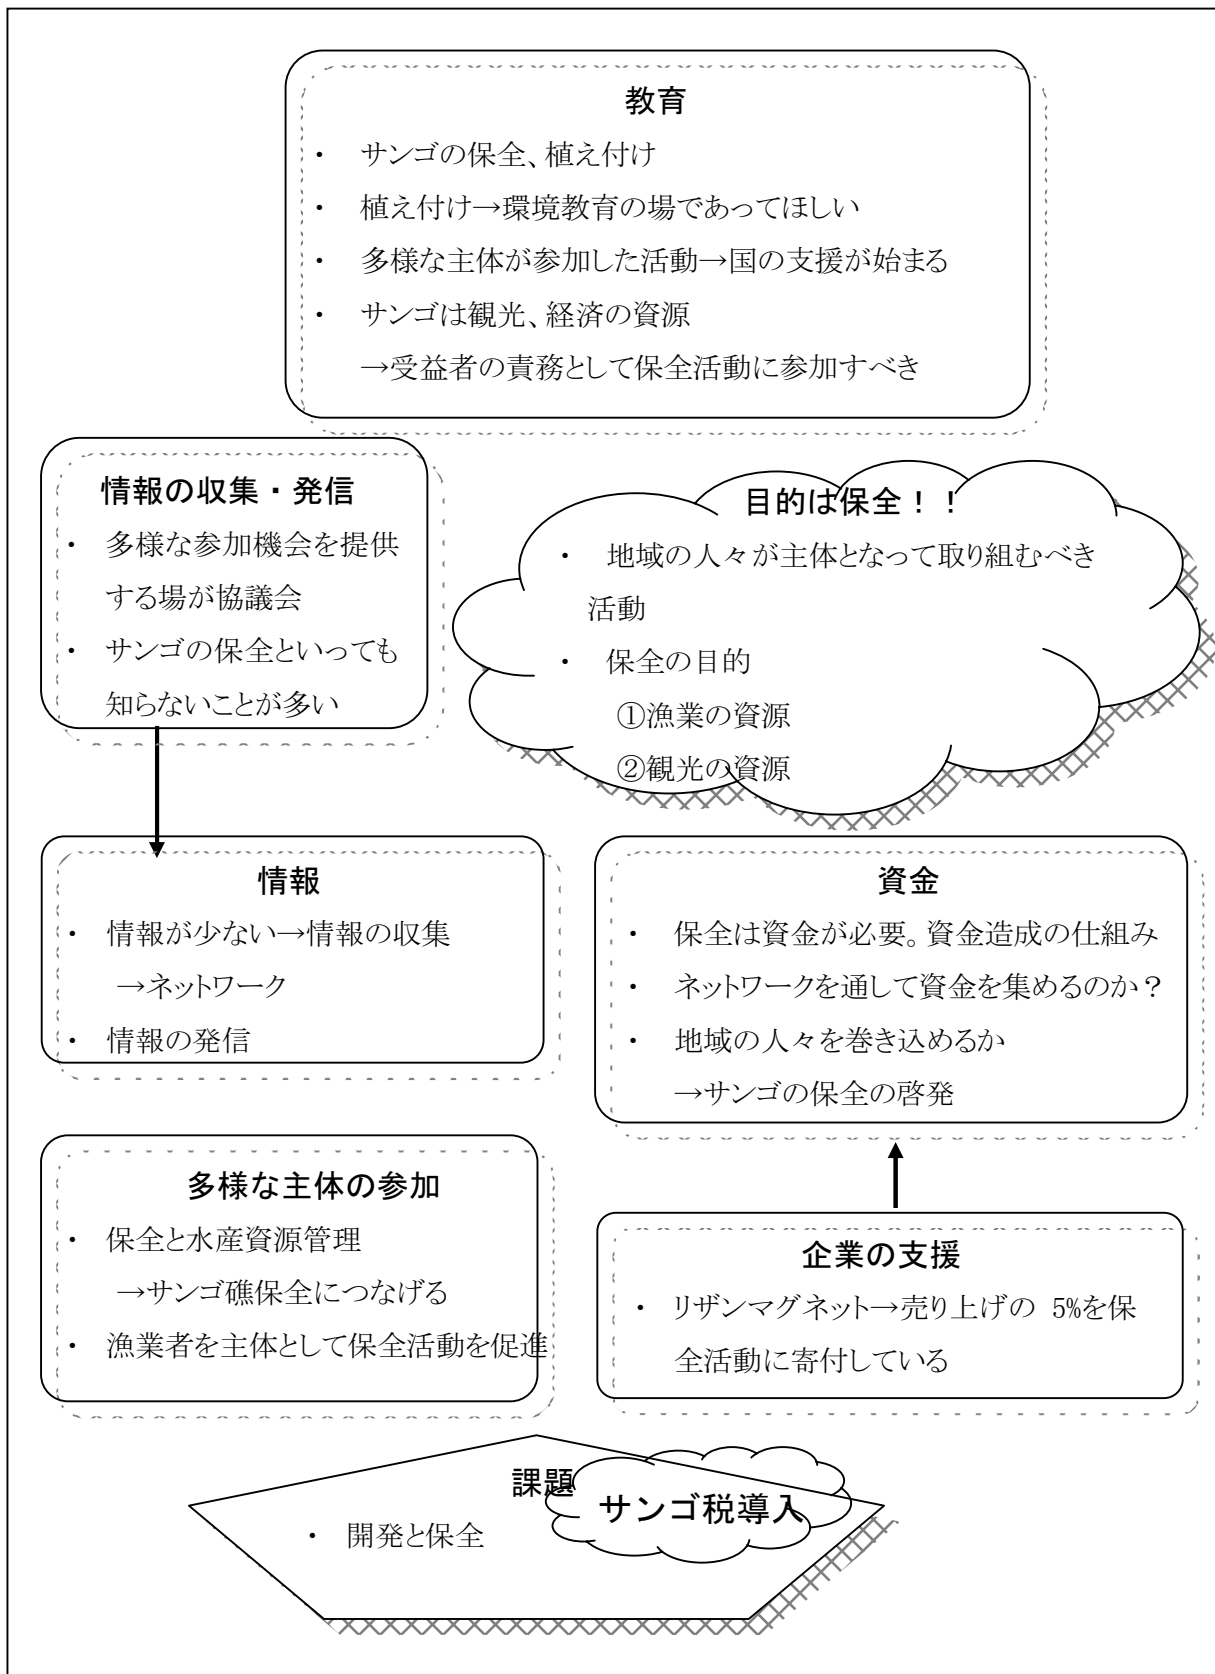 教育
・ サンゴの保全、植え付け
・ 植え付け→環境教育の場であってほしい
・ 多様な主体が参加した活動→国の支援が始まる
・ サンゴは観光、経済の資源
→受益者の責務として保全活動に参加すべき
情報の収集・発信
・ 多様な参加機会を提供
する場が協議会
・ サンゴの保全といっても
知らないことが多い
目的は保全！！
・ 地域の人々が主体となって取り組むべき
活動
・ 保全の目的
①漁業の資源
②観光の資源
情報
・ 情報が少ない→情報の収集
→ネットワーク
・ 情報の発信
資金
・ 保全は資金が必要。資金造成の仕組み
・ ネットワークを通して資金を集めるのか？
・ 地域の人々を巻き込めるか
→サンゴの保全の啓発
多様な主体の参加
・ 保全と水産資源管理
→サンゴ礁保全につなげる
・ 漁業者を主体として保全活動を促進
企業の支援
・ リザンマグネット→売り上げの 5%を保
全活動に寄付している
課題
サンゴ税導入
・ 開発と保全